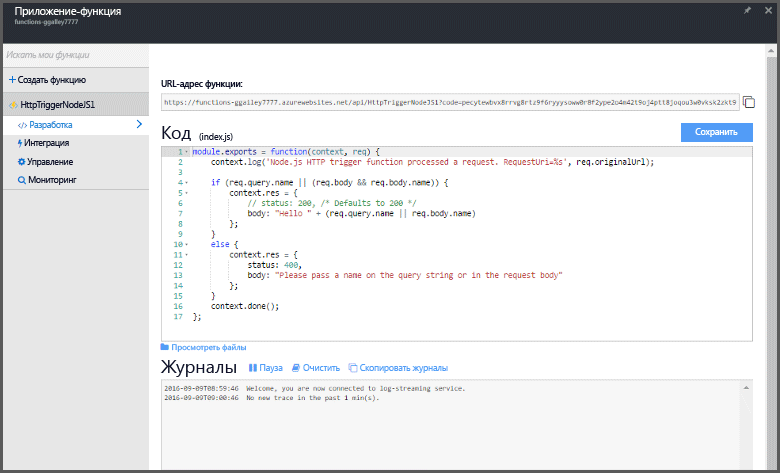 Приложение-функция
functions-ggailey7777
Искать мои функции
+ Создать функцию
HttpTriggerNodeJS1
</> Разработка
Интеграция
Управление
Мониторинг
URL-адрес функции:
https://functions-ggailey7777.azurewebsites.net/api/HttpTriggerNodeJS1?code=pecytewbvx8rrvg8rtz9f6ryyysoww0r8f2ype2o4m42t9oj4ptt8joqou3w0vksk2zkt9
Код (index.js)
Сохранить
1 module.exports = function(context, req) {
2 context.log('Node.js HTTP trigger function processed a request. RequestUri=%s', req.originalUrl);
3
4 if (req.query.name || (req.body && req.body.name)) {
5 context.res = {
6 // status: 200, /* Defaults to 200 */
7 body: "Hello " + (req.query.name || req.body.name)
8 };
9 }
10 else {
11 context.res = {
12 status: 400,
13 body: "Please pass a name on the query string or in the request body"
14 };
15 }
16 context.done();
17 };
Просмотреть файлы
Журналы Пауза Очистить Скопировать журналы
2016-09-09T08:59:46 Welcome, you are now connected to log-streaming service.
2016-09-09T09:00:46 No new trace in the past 1 min(s).